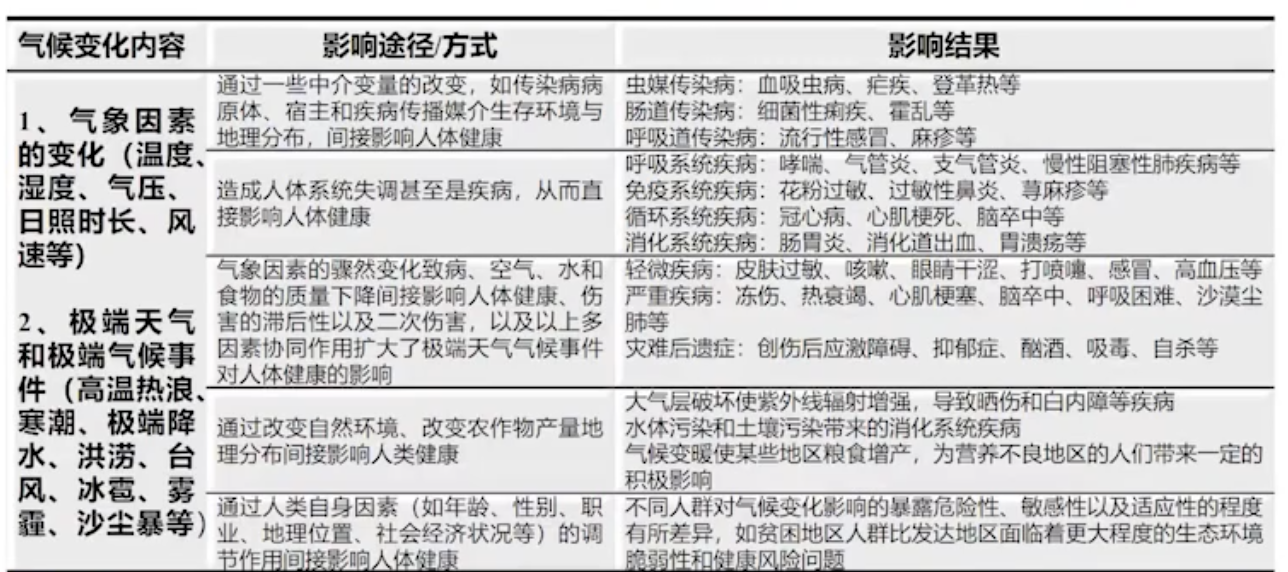 气候变化内容
影响途径/方式
影响结果
1、气象因素
的变化（温度、
湿度、气压、
日照时长、风
速等）
2、极端天气
和极端气候事
件（高温热浪、
寒潮、极端降
水、洪涝、台
风、冰雹、雾
霾、沙尘暴等）
通过一些中介变量的改变，如传染病病
原体、宿主和疾病传播媒介生存环境与
地理分布，间接影响人体健康
虫媒传染病：血吸虫病、疟疾、登革热等
肠道传染病：细菌性痢疾、霍乱等
呼吸道传染病：流行性感冒、麻疹等
造成人体系统失调甚至是疾病，从而直
接影响人体健康
呼吸系统疾病：哮喘、气管炎、支气管炎、慢性阻塞性肺疾病等
免疫系统疾病：花粉过敏、过敏性鼻炎、荨麻疹等
循环系统疾病：冠心病、心肌梗死、脑卒中等
消化系统疾病：肠胃炎、消化道出血、胃溃疡等
气象因素的骤然变化致病、空气、水和
食物的质量下降间接影响人体健康、伤
害的滞后性以及二次伤害，以及以上多
因素协同作用扩大了极端天气气候事件
对人体健康的影响
轻微疾病：皮肤过敏、咳嗽、眼睛干涩、打喷嚏、感冒、高血压等
严重疾病：冻伤、热衰竭、心肌梗塞、脑卒中、呼吸困难、沙漠尘
肺等
灾难后遗症：创伤后应激障碍、抑郁症、酗酒、吸毒、自杀等
通过改变自然环境、改变农作物产量地
理分布间接影响人类健康
大气层破坏使紫外线辐射增强，导致晒伤和白内障等疾病
水体污染和土壤污染带来的消化系统疾病
气候变暖使某些地区粮食增产，为营养不良地区的人们带来一定的
积极影响
通过人类自身因素（如年龄、性别、职
业、地理位置、社会经济状况等）的调
节作用间接影响人体健康
不同人群对气候变化影响的暴露危险性、敏感性以及适应性的程度
有所差异，如贫困地区人群比发达地区面临着更大程度的生态环境
脆弱性和健康风险问题